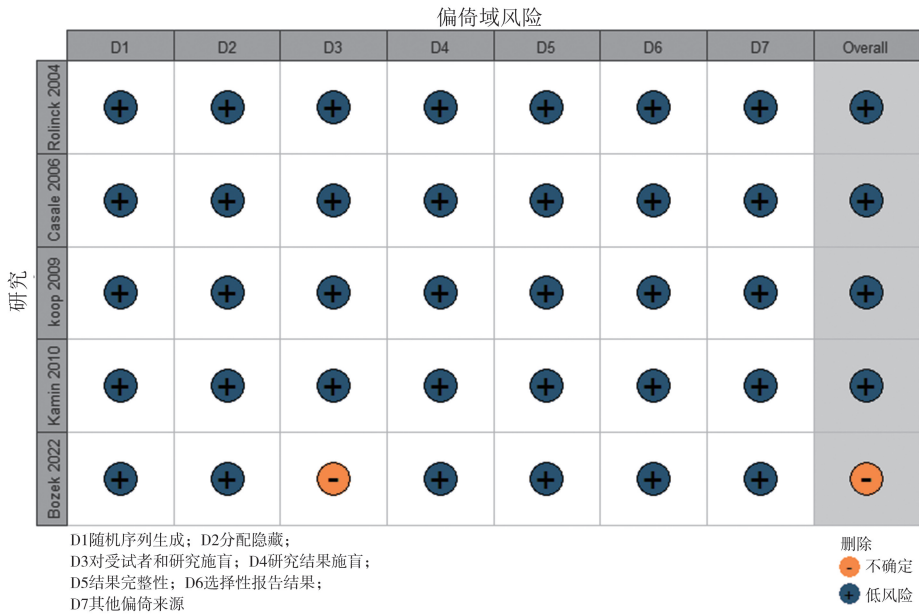 偏倚域风险
D1 D2 D3 D4 D5 D6 D7 Overall
研究
Rolinck 2004 + + + + + + + +
Casale 2006 + + + + + + + +
koop 2009 + + + + + + + +
Kamin 2010 + + + + + + + +
Bozek 2022 + + - + + + + -
D1随机序列生成；D2分配隐藏；
D3对受试者和研究施盲；D4研究结果施盲；
D5结果完整性；D6选择性报告结果；
D7其他偏倚来源
删除
- 不确定
+ 低风险